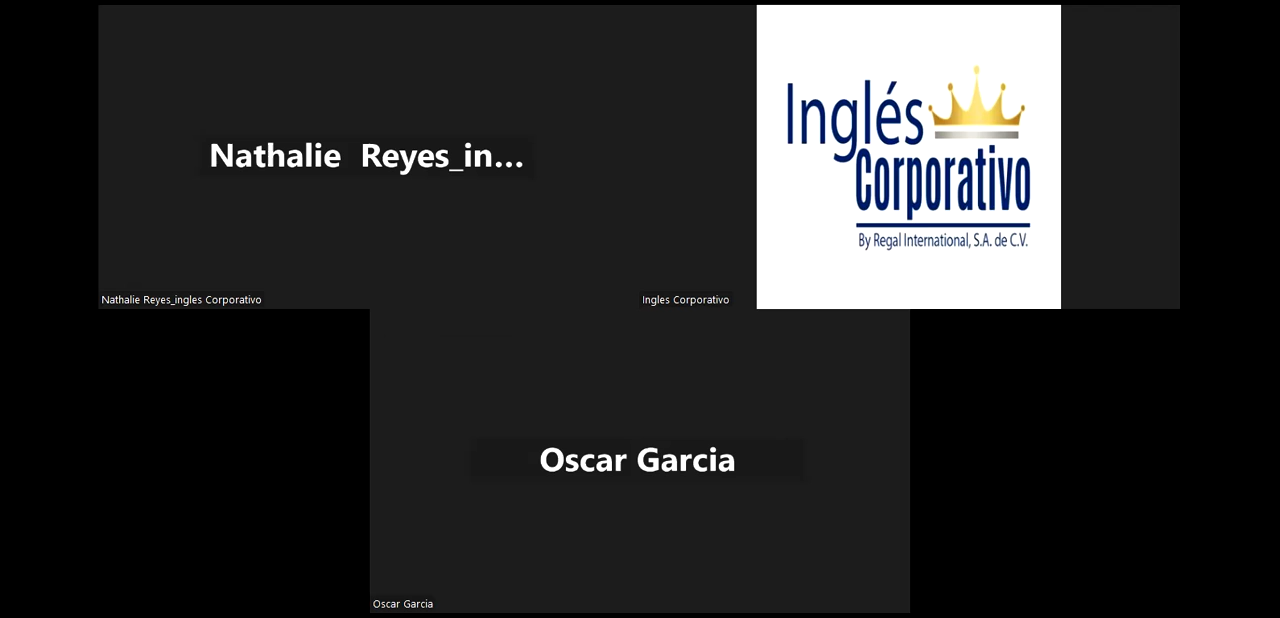 Nathalie  Reyes_in...
Nathalie Reyes_ingles Corporativo
Inglés
Corporativo
By Regal International, S.A. de C.V.
Ingles Corporativo
Oscar Garcia
Oscar Garcia